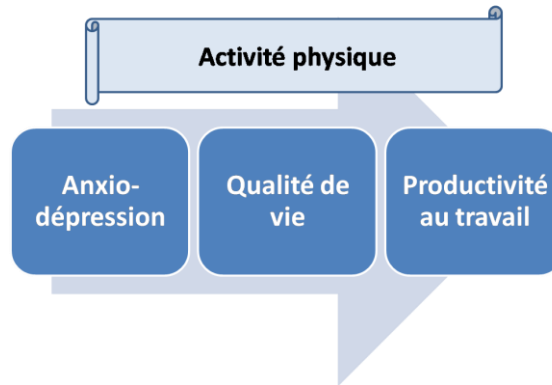 Activité physique
Anxio-
dépression
Qualité de
vie
Productivité
au travail